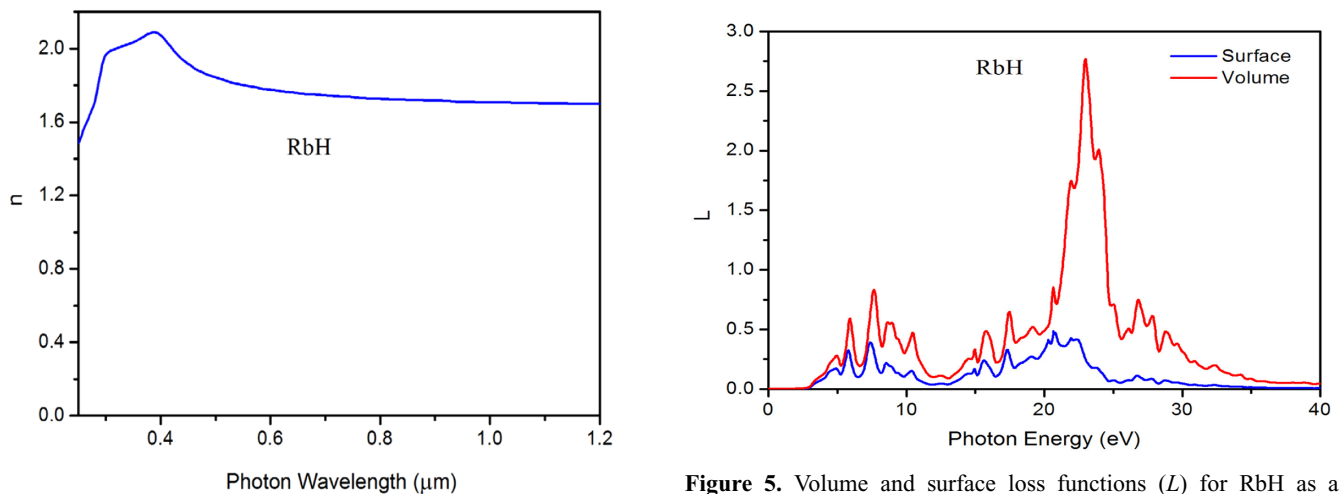 2.0
1.6
1.2
0.8
0.4
0.0
n
RbH
0.4 0.6 0.8 1.0 1.2
Photon Wavelength (μm)
3.0
2.5
2.0
1.5
1.0
0.5
0.0
L
RbH
Surface
Volume
0 10 20 30 40
Photon Energy (eV)
Figure 5. Volume and surface loss functions (L) for RbH as a